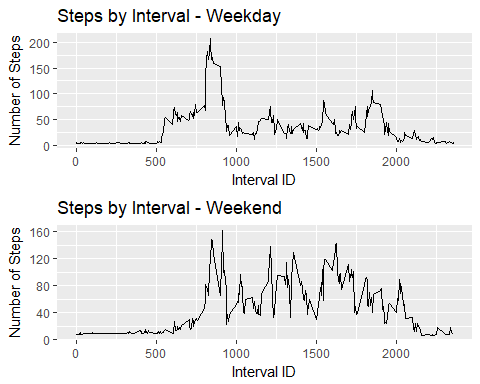 Steps by Interval - Weekday
Number of Steps
200
150
100
50
0
0 500 1000 1500 2000
Interval ID
Steps by Interval - Weekend
Number of Steps
160
120
80
40
0
0 500 1000 1500 2000
Interval ID